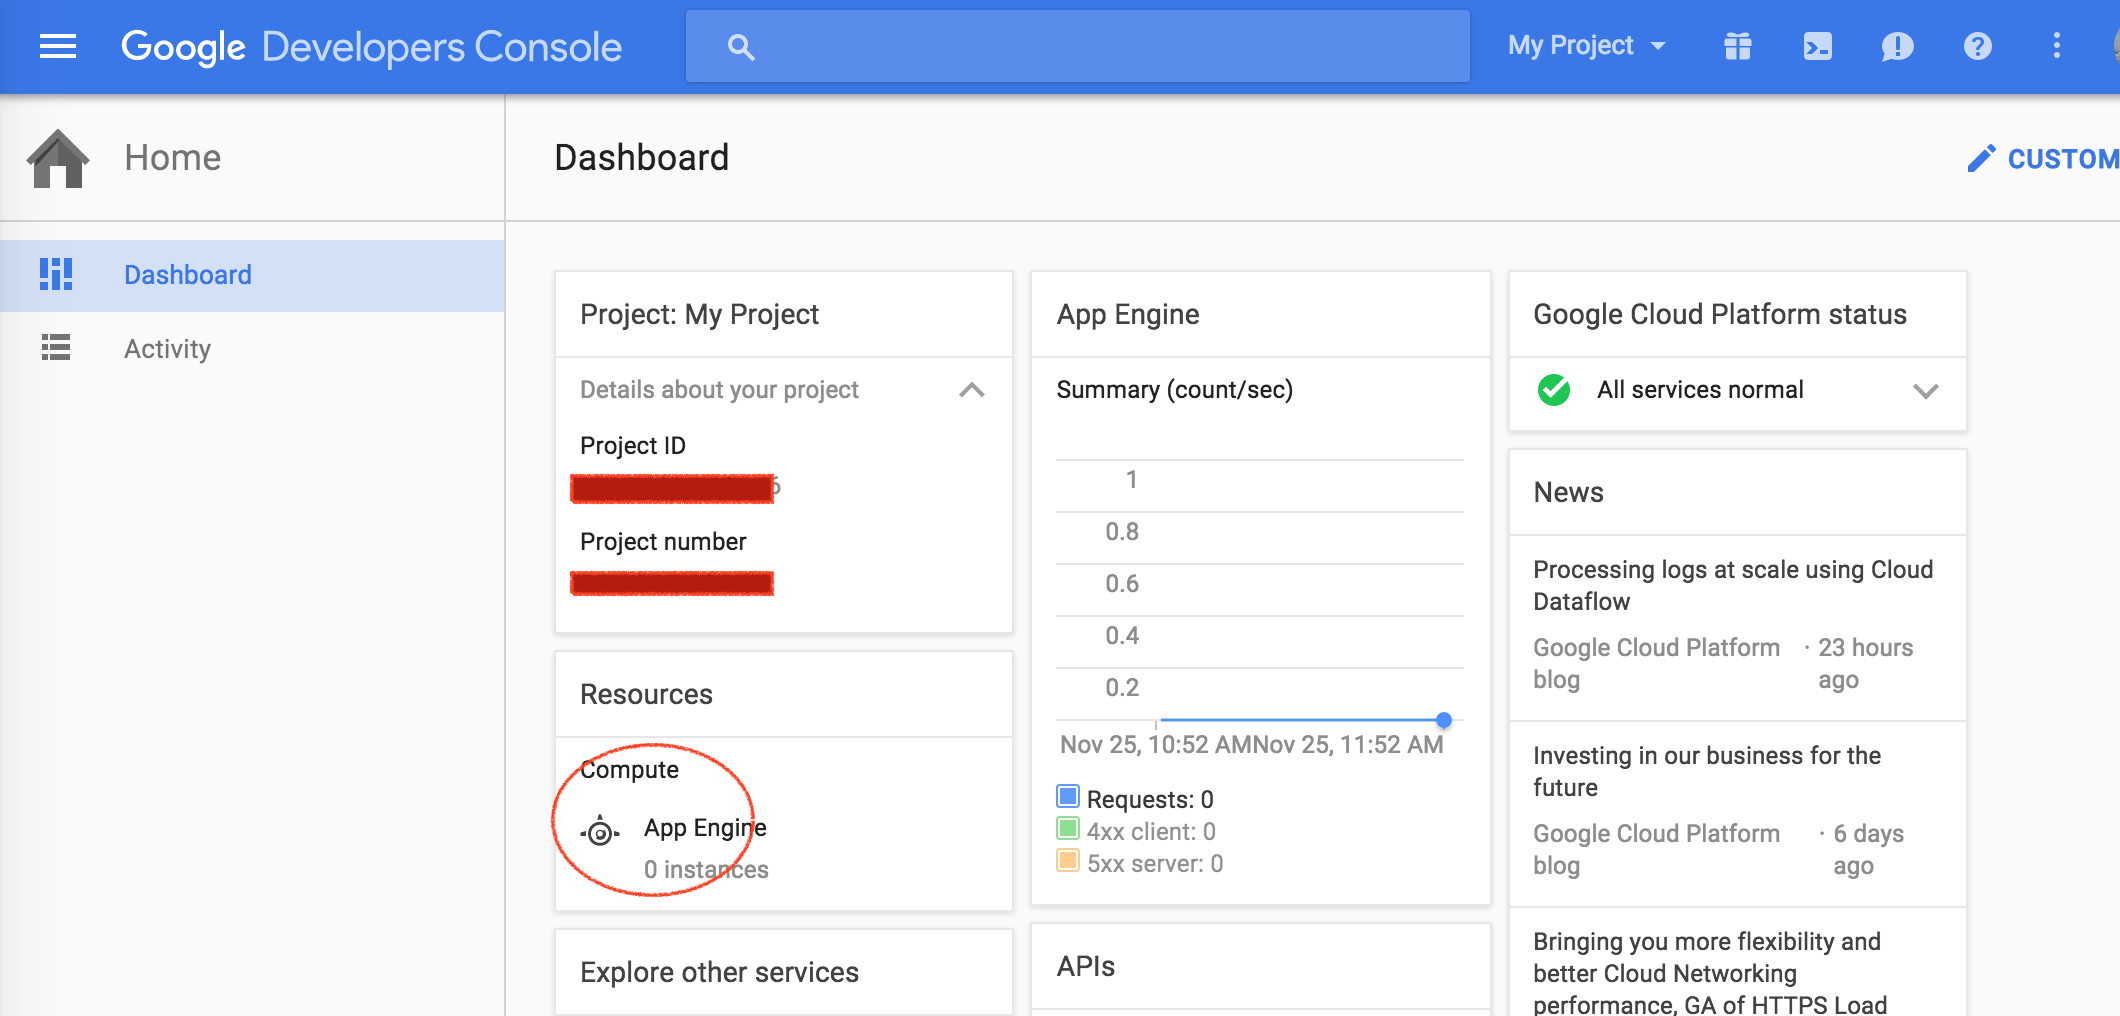 Google Developers Console
My Project
Home
Dashboard
CUSTOM
Dashboard
Activity
Project: My Project
Details about your project
Project ID
6
Project number
Resources
Compute
App Engine
0 instances
Explore other services
App Engine
Summary (count/sec)
1
0.8
0.6
0.4
0.2
Nov 25, 10:52 AM
Nov 25, 11:52 AM
Requests: 0
4xx client: 0
5xx server: 0
APIs
Google Cloud Platform status
All services normal
News
Processing logs at scale using Cloud
Dataflow
Google Cloud Platform
blog
· 23 hours
ago
Investing in our business for the
future
Google Cloud Platform
blog
· 6 days
ago
Bringing you more flexibility and
better Cloud Networking
performance, GA of HTTPS Load